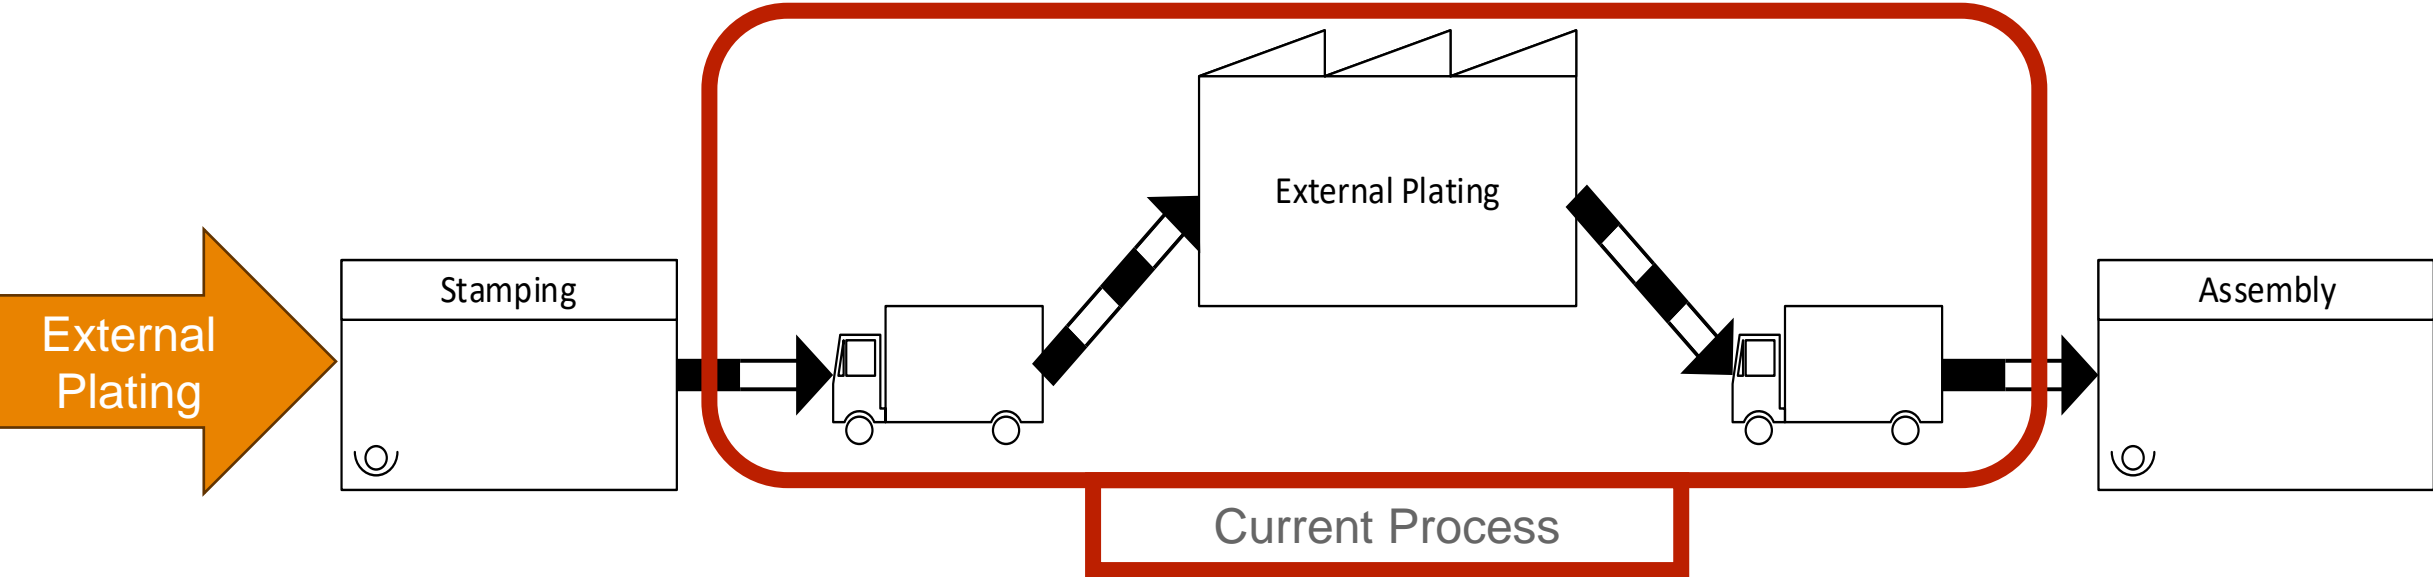 External
Plating
Stamping
External Plating
Assembly
Current Process